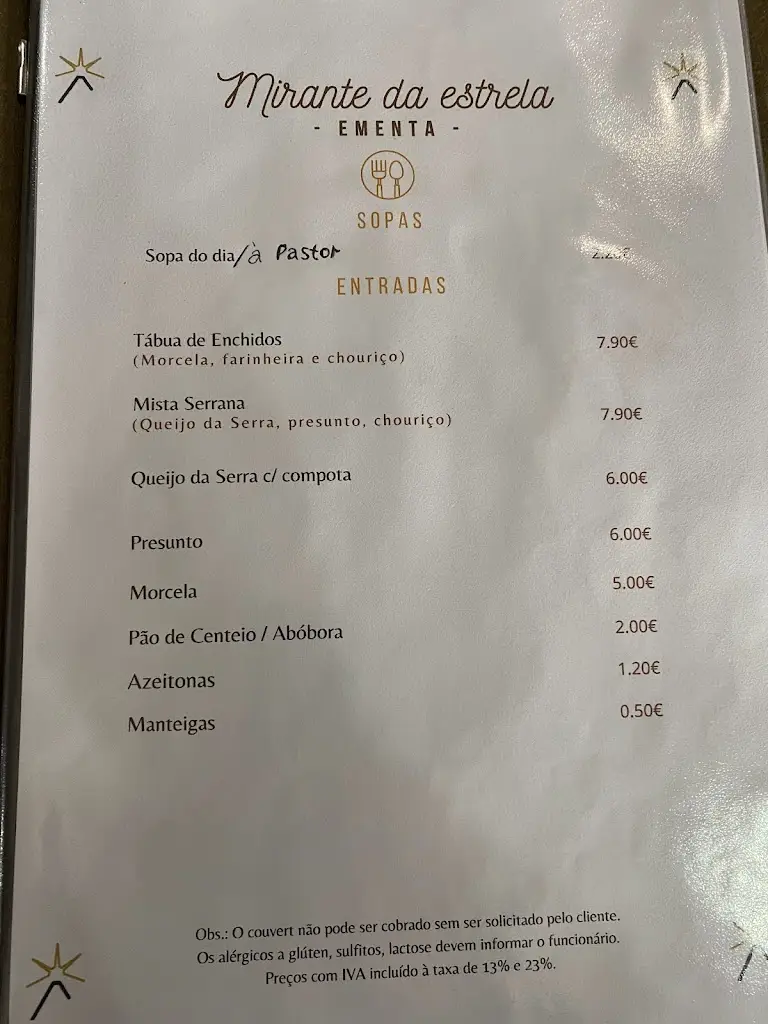 Mirante da estrela
- EMENTA -
SOPAS
Sopa do dia/à Pastor
ENTRADAS
Tábua de Enchidos 7.90€
(Morcela, farinheira e chouriço)
Mista Serrana 7.90€
(Queijo da Serra, presunto, chouriço)
Queijo da Serra c/ compota 6.00€
Presunto 6.00€
Morcela 5.00€
Pão de Centeio / Abóbora 2.00€
Azeitonas 1.20€
Manteigas 0.50€
Obs.: O couvert não pode ser cobrado sem ser solicitado pelo cliente.
Os alérgicos a glúten, sulfitos, lactose devem informar o funcionário.
Preços com IVA incluído à taxa de 13% e 23%.